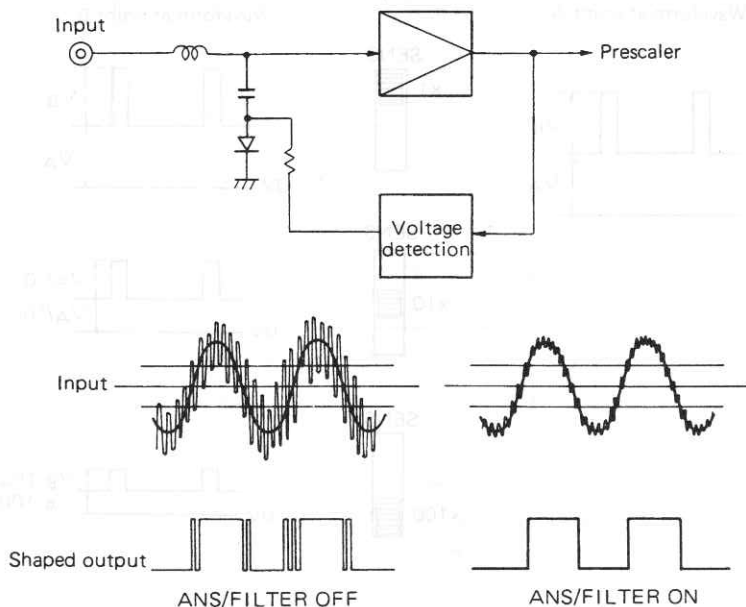 Input
Prescaler
Voltage
detection
Input
Shaped output
ANS/FILTER OFF
ANS/FILTER ON